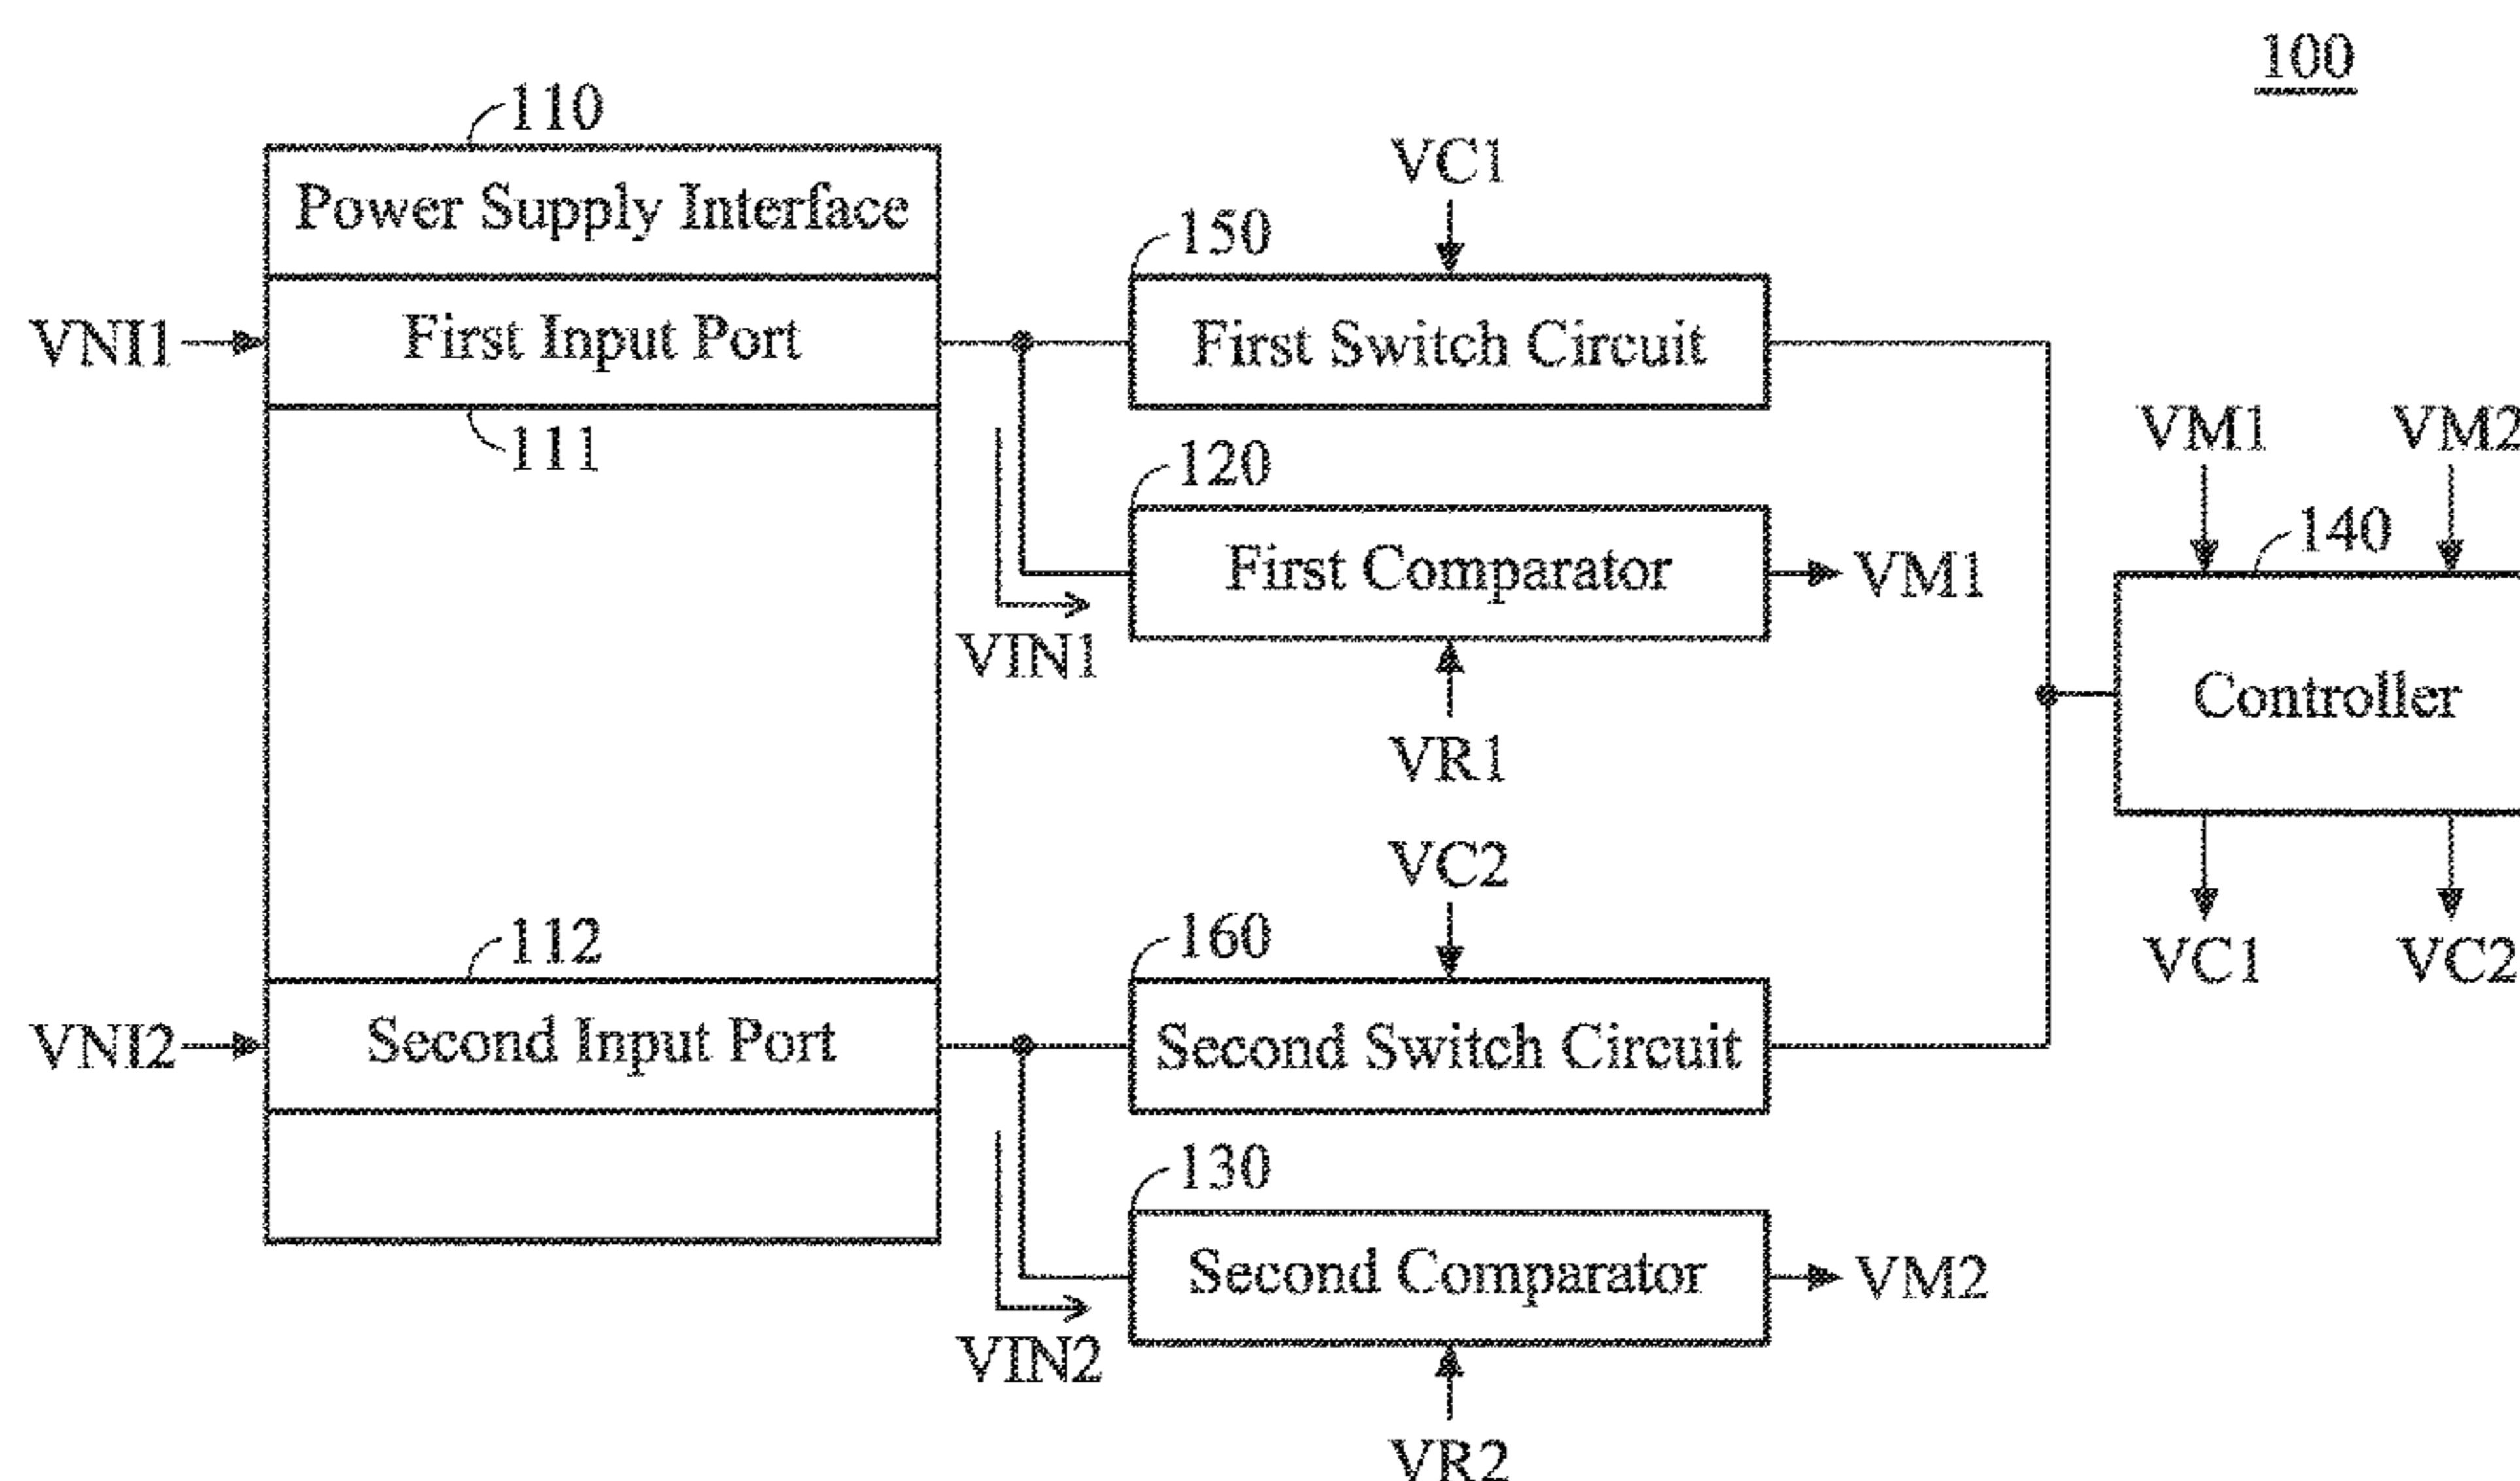 100
110
Power Supply Interface
VC1
150
VNI1
First Input Port
First Switch Circuit
111
120
VM1
VM2
140
First Comparator
VM1
VIN1
Controller
VR1
VC2
112
160
VC1
VC2
VNI2
Second Input Port
Second Switch Circuit
130
Second Comparator
VM2
VIN2
VR2